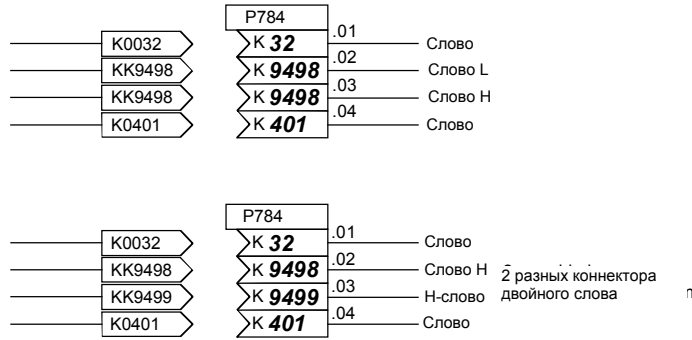 P784
K0032 K 32 .01 Слово
KK9498 K 9498 .02 Слово L
KK9498 K 9498 .03 Слово H
K0401 K 401 .04 Слово
P784
K0032 K 32 .01 Слово
KK9498 K 9498 .02 Слово H
2 разных коннектора
KK9499 K 9499 .03 Н-слово
двойного слова
K0401 K 401 .04 Слово